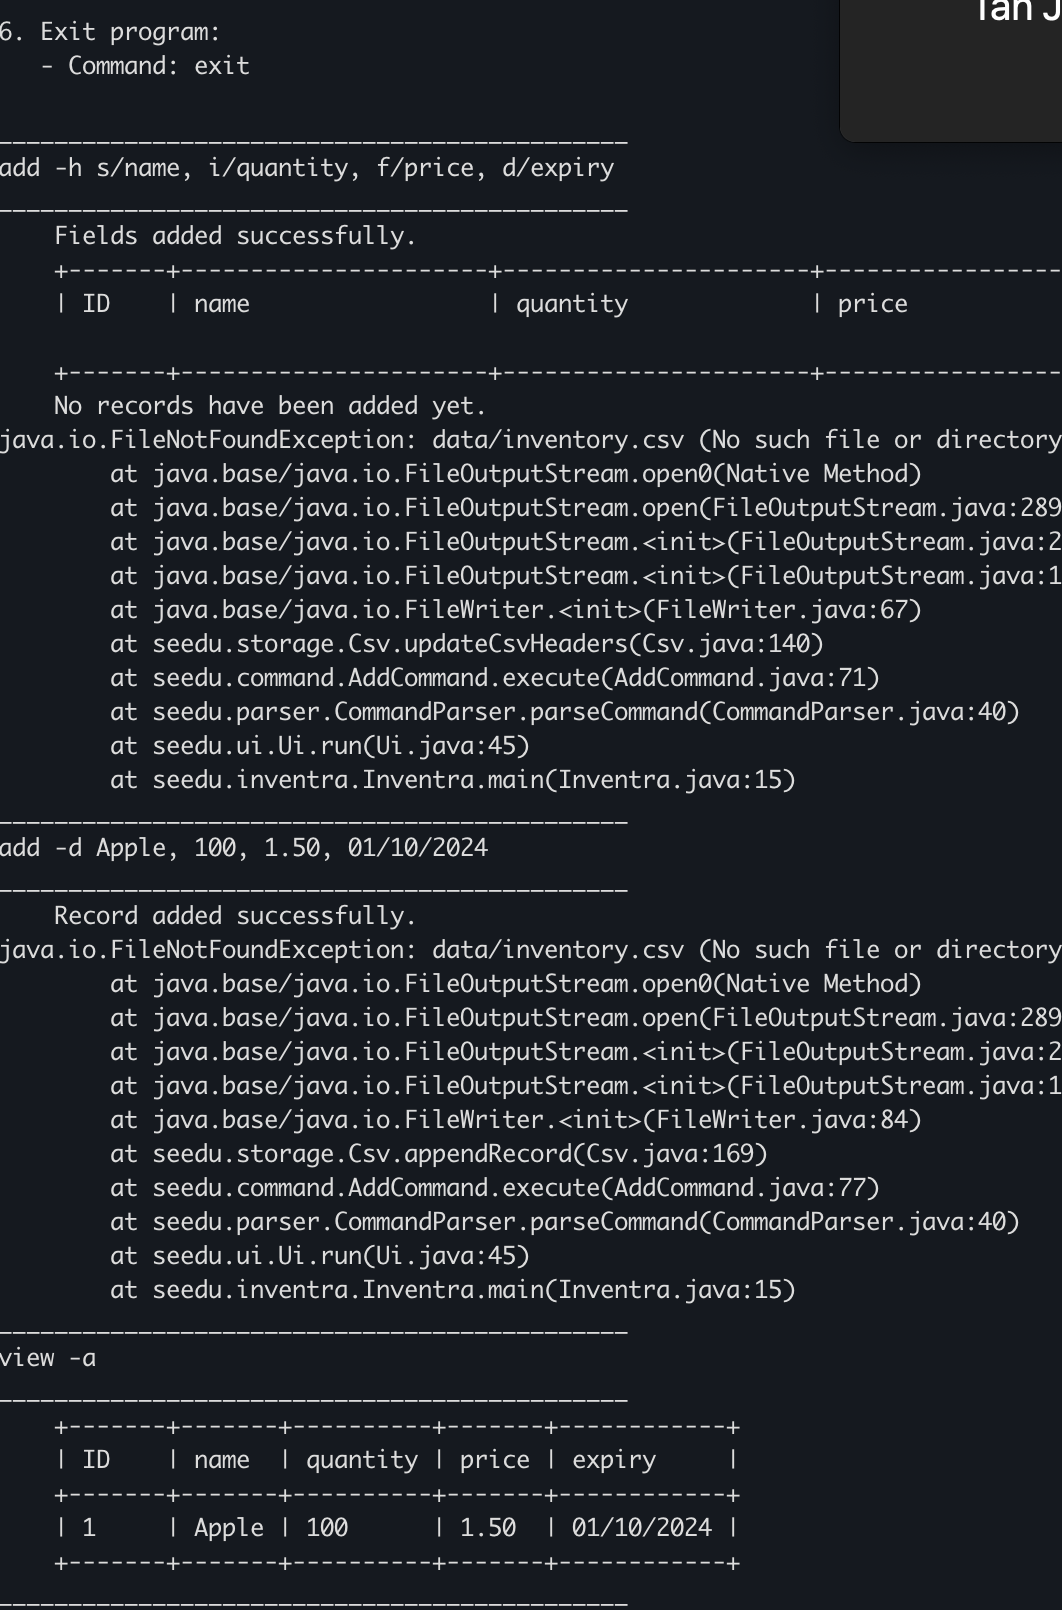 Tan J
6. Exit program:
   - Command: exit
_____________________________________________
add -h s/name, i/quantity, f/price, d/expiry
_____________________________________________
    Fields added successfully.
    +-------+----------------------+----------------------+-----------------
    | ID    | name                 | quantity             | price
    +-------+----------------------+----------------------+-----------------
    No records have been added yet.
java.io.FileNotFoundException: data/inventory.csv (No such file or directory
        at java.base/java.io.FileOutputStream.open0(Native Method)
        at java.base/java.io.FileOutputStream.open(FileOutputStream.java:289
        at java.base/java.io.FileOutputStream.<init>(FileOutputStream.java:2
        at java.base/java.io.FileOutputStream.<init>(FileOutputStream.java:1
        at java.base/java.io.FileWriter.<init>(FileWriter.java:67)
        at seedu.storage.Csv.updateCsvHeaders(Csv.java:140)
        at seedu.command.AddCommand.execute(AddCommand.java:71)
        at seedu.parser.CommandParser.parseCommand(CommandParser.java:40)
        at seedu.ui.Ui.run(Ui.java:45)
        at seedu.inventra.Inventra.main(Inventra.java:15)
_____________________________________________
add -d Apple, 100, 1.50, 01/10/2024
_____________________________________________
    Record added successfully.
java.io.FileNotFoundException: data/inventory.csv (No such file or directory
        at java.base/java.io.FileOutputStream.open0(Native Method)
        at java.base/java.io.FileOutputStream.open(FileOutputStream.java:289
        at java.base/java.io.FileOutputStream.<init>(FileOutputStream.java:2
        at java.base/java.io.FileOutputStream.<init>(FileOutputStream.java:1
        at java.base/java.io.FileWriter.<init>(FileWriter.java:84)
        at seedu.storage.Csv.appendRecord(Csv.java:169)
        at seedu.command.AddCommand.execute(AddCommand.java:77)
        at seedu.parser.CommandParser.parseCommand(CommandParser.java:40)
        at seedu.ui.Ui.run(Ui.java:45)
        at seedu.inventra.Inventra.main(Inventra.java:15)
_____________________________________________
view -a
_____________________________________________
    +-------+-------+----------+-------+------------+
    | ID    | name  | quantity | price | expiry     |
    +-------+-------+----------+-------+------------+
    | 1     | Apple | 100      | 1.50  | 01/10/2024 |
    +-------+-------+----------+-------+------------+
_____________________________________________